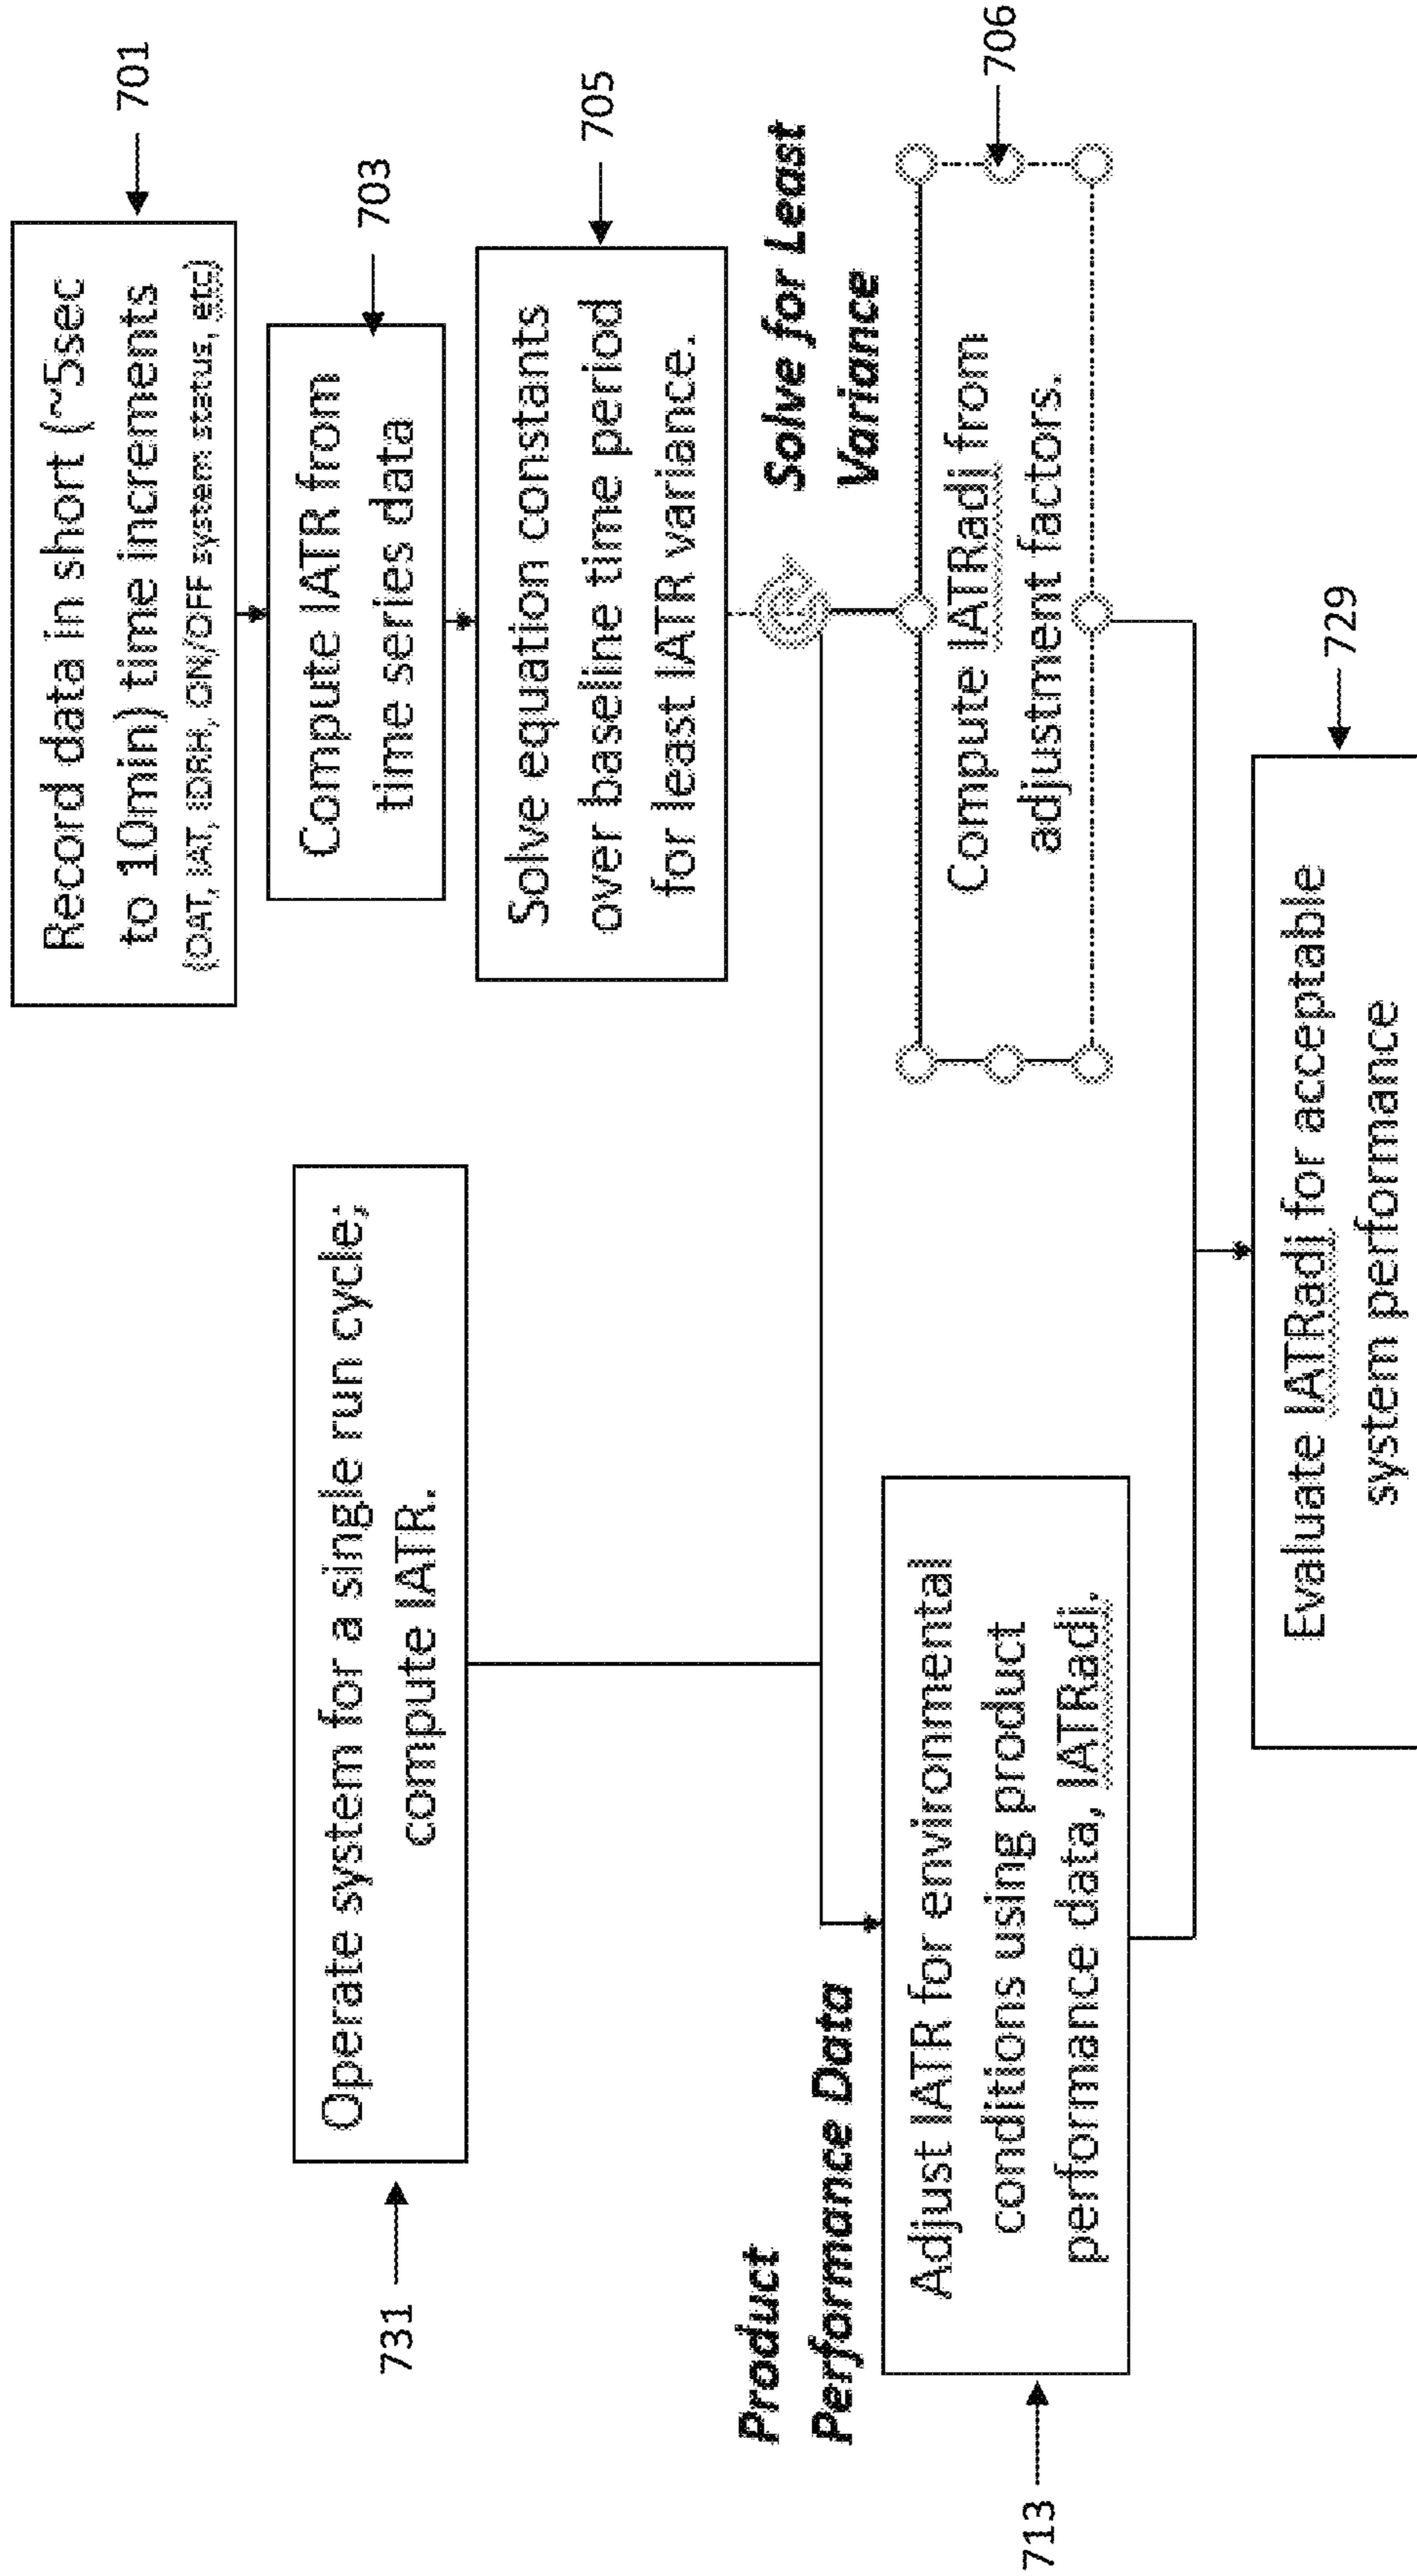 Record data in short (~5sec
to 10min) time increments
(OAT, IAT, IDRH, ON/OFF system status, etc)
701
Compute IATR from
time series data
703
Operate system for a single run cycle;
compute IATR.
731
Solve equation constants
over baseline time period
for least IATR variance.
705
Product
Performance Data
Solve for Least
Variance
Adjust IATR for environmental
conditions using product
performance data, IATRadj.
713
Compute IATRadj from
adjustment factors.
706
Evaluate IATRadj for acceptable
system performance
729